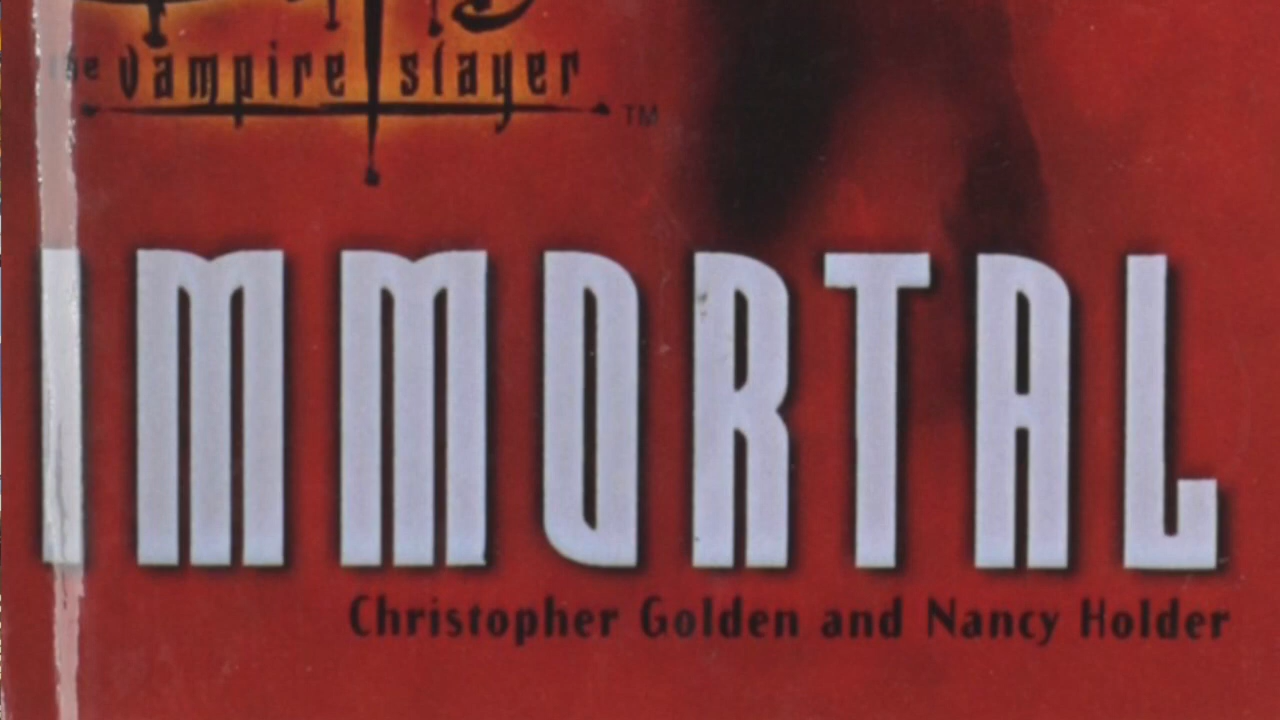 the vampire slayer TM
IMMORTAL
Christopher Golden and Nancy Holder